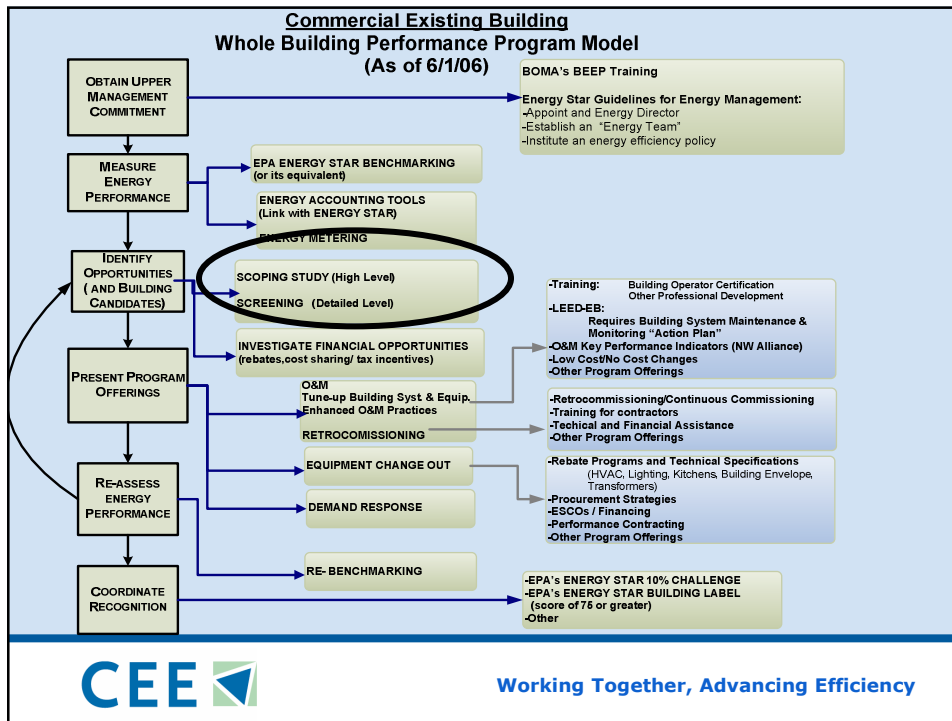 Commercial Existing Building
Whole Building Performance Program Model
(As of 6/1/06)
OBTAIN UPPER
MANAGEMENT
COMMITMENT
BOMA's BEEP Training
Energy Star Guidelines for Energy Management:
-Appoint and Energy Director
-Establish an “Energy Team”
-Institute an energy efficiency policy
MEASURE
ENERGY
PERFORMANCE
EPA ENERGY STAR BENCHMARKING
(or its equivalent)
ENERGY ACCOUNTING TOOLS
(Link with ENERGY STAR)
ENERGY METERING
IDENTIFY
OPPORTUNITIES
( AND BUILDING
CANDIDATES)
SCOPING STUDY (High Level)
SCREENING (Detailed Level)
INVESTIGATE FINANCIAL OPPORTUNITIES
(rebates,cost sharing/ tax incentives)
-Training: Building Operator Certification
Other Professional Development
-LEED-EB:
Requires Building System Maintenance &
Monitoring “Action Plan”
-O&M Key Performance Indicators (NW Alliance)
-Low Cost/No Cost Changes
-Other Program Offerings
PRESENT PROGRAM
OFFERINGS
O&M
Tune-up Building Syst. & Equip.
Enhanced O&M Practices
RETROCOMISSIONING
-Retrocommissioning/Continuous Commissioning
-Training for contractors
-Techical and Financial Assistance
-Other Program Offerings
EQUIPMENT CHANGE OUT
-Rebate Programs and Technical Specifications
(HVAC, Lighting, Kitchens, Building Envelope,
Transformers)
-Procurement Strategies
-ESCOs / Financing
-Performance Contracting
-Other Program Offerings
DEMAND RESPONSE
RE-ASSESS
ENERGY
PERFORMANCE
RE- BENCHMARKING
COORDINATE
RECOGNITION
-EPA's ENERGY STAR 10% CHALLENGE
-EPA's ENERGY STAR BUILDING LABEL
(score of 75 or greater)
-Other
CEE
Working Together, Advancing Efficiency